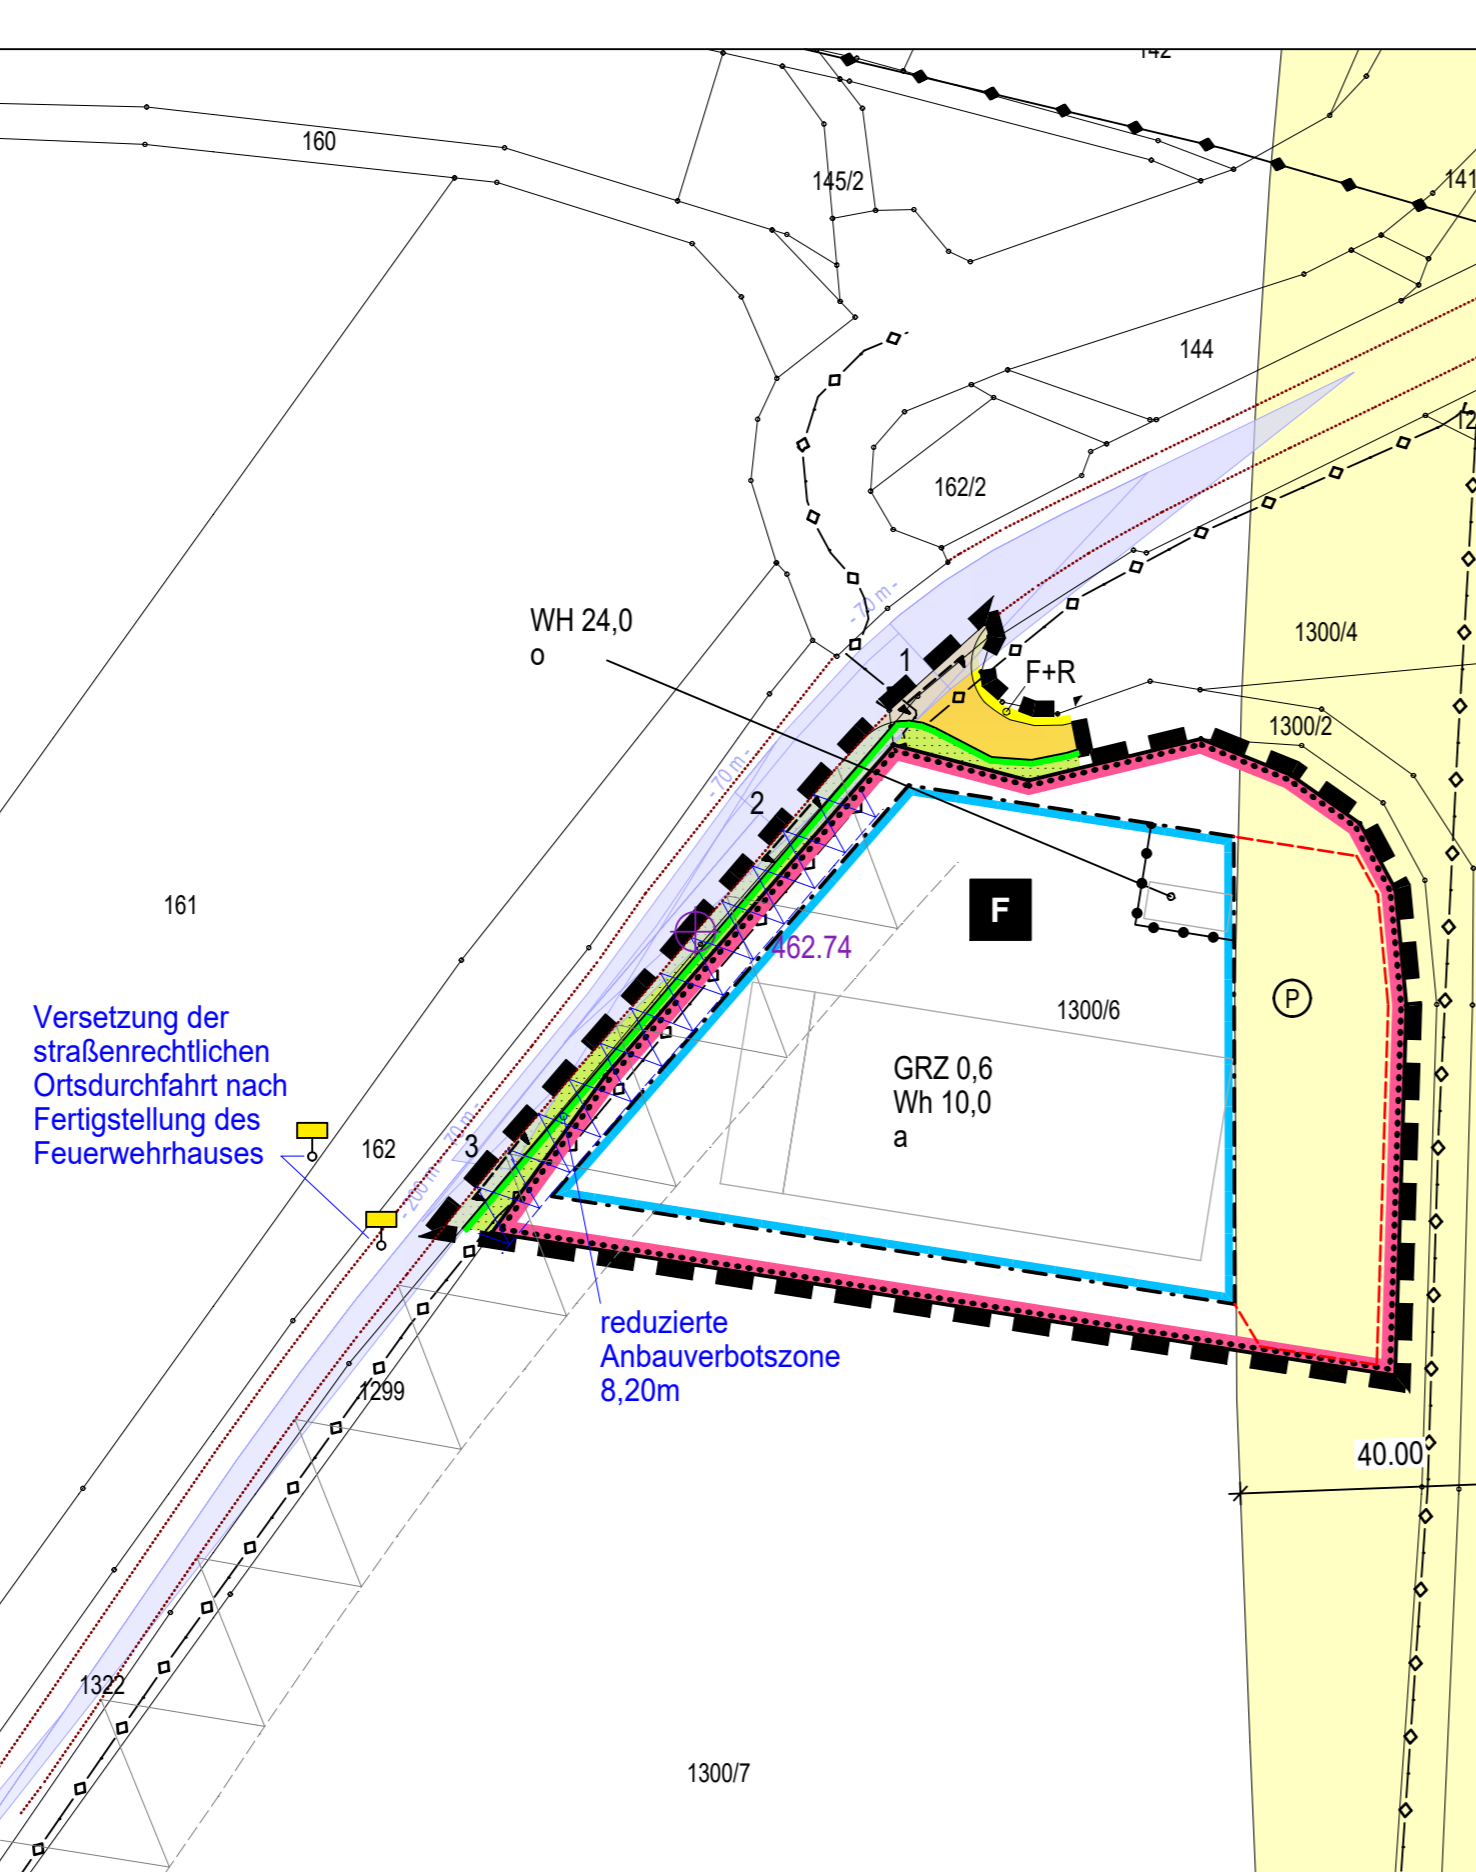 142
160
145/2
141
144
162/2
12
- 70 m -
WH 24,0
o
1
F+R
1300/4
1300/2
- 70 m -
2
161
F
462.74
P
1300/6
Versetzung der
straßenrechtlichen
Ortsdurchfahrt nach
Fertigstellung des
Feuerwehrhauses
GRZ 0,6
Wh 10,0
a
162
3
- 70 m -
- 200 m -
reduzierte
Anbauverbotszone
8,20m
1299
40.00
1322
1300/7